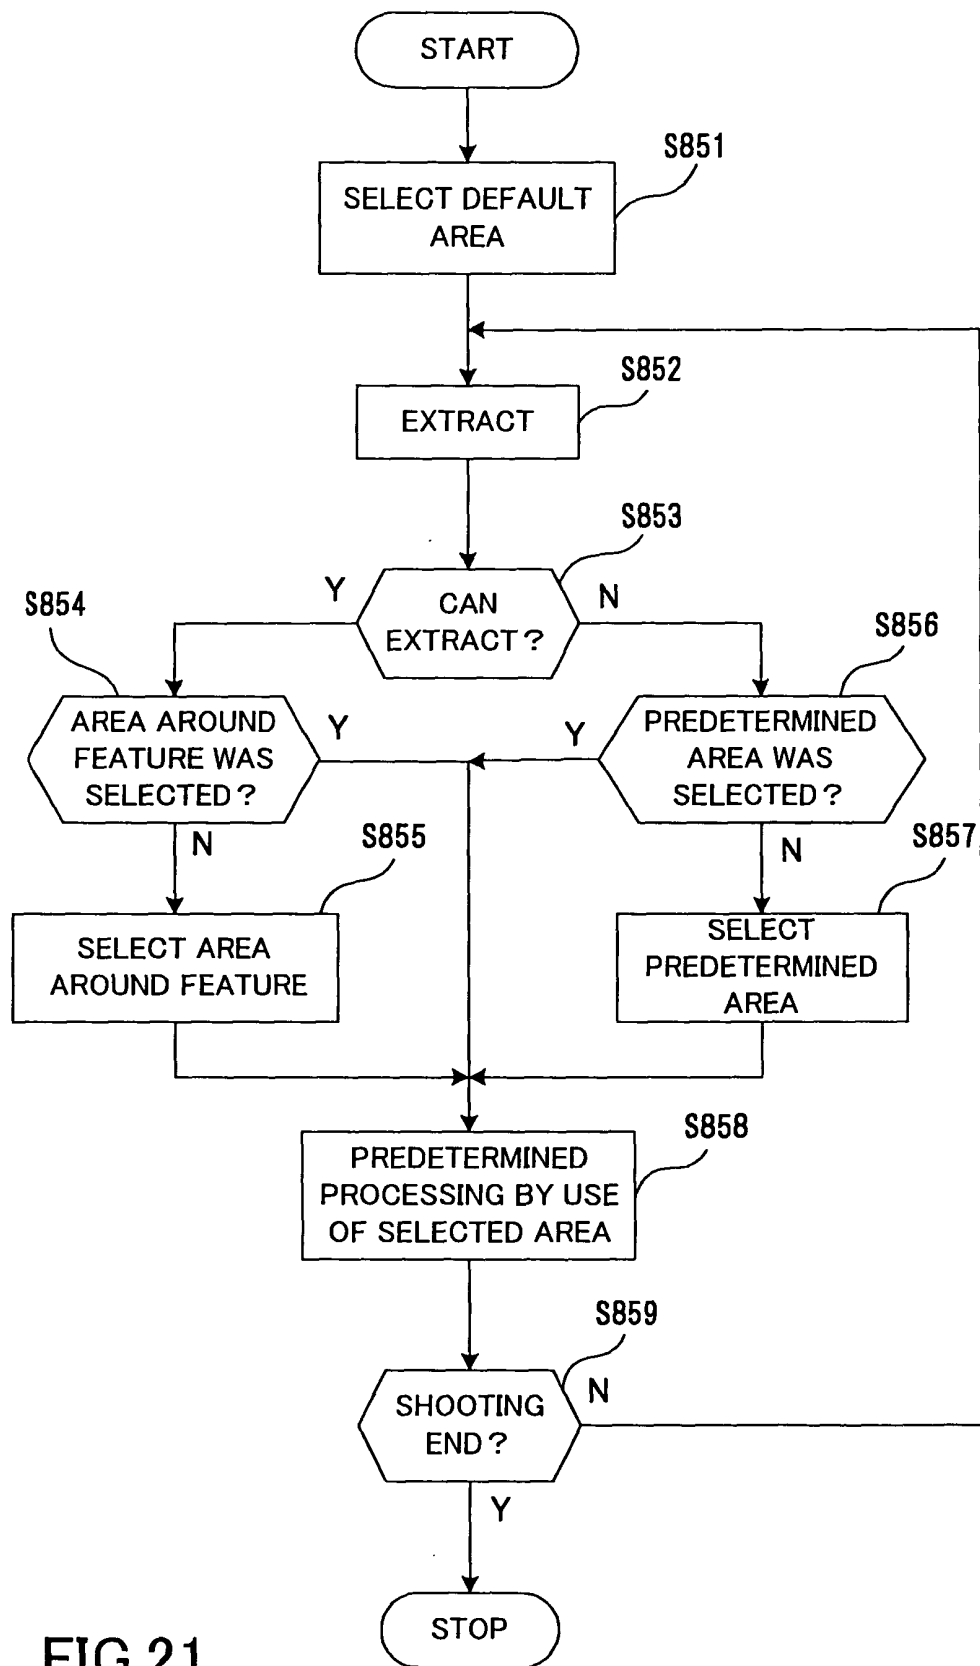 START
S851
SELECT DEFAULT
AREA
S852
EXTRACT
S853
Y
CAN
EXTRACT?
N
S854
AREA AROUND
FEATURE WAS
SELECTED?
Y
N
S856
PREDETERMINED
AREA WAS
SELECTED?
Y
N
S855
SELECT AREA
AROUND FEATURE
S857
SELECT
PREDETERMINED
AREA
S858
PREDETERMINED
PROCESSING BY USE
OF SELECTED AREA
S859
SHOOTING
END?
N
Y
STOP
FIG.21